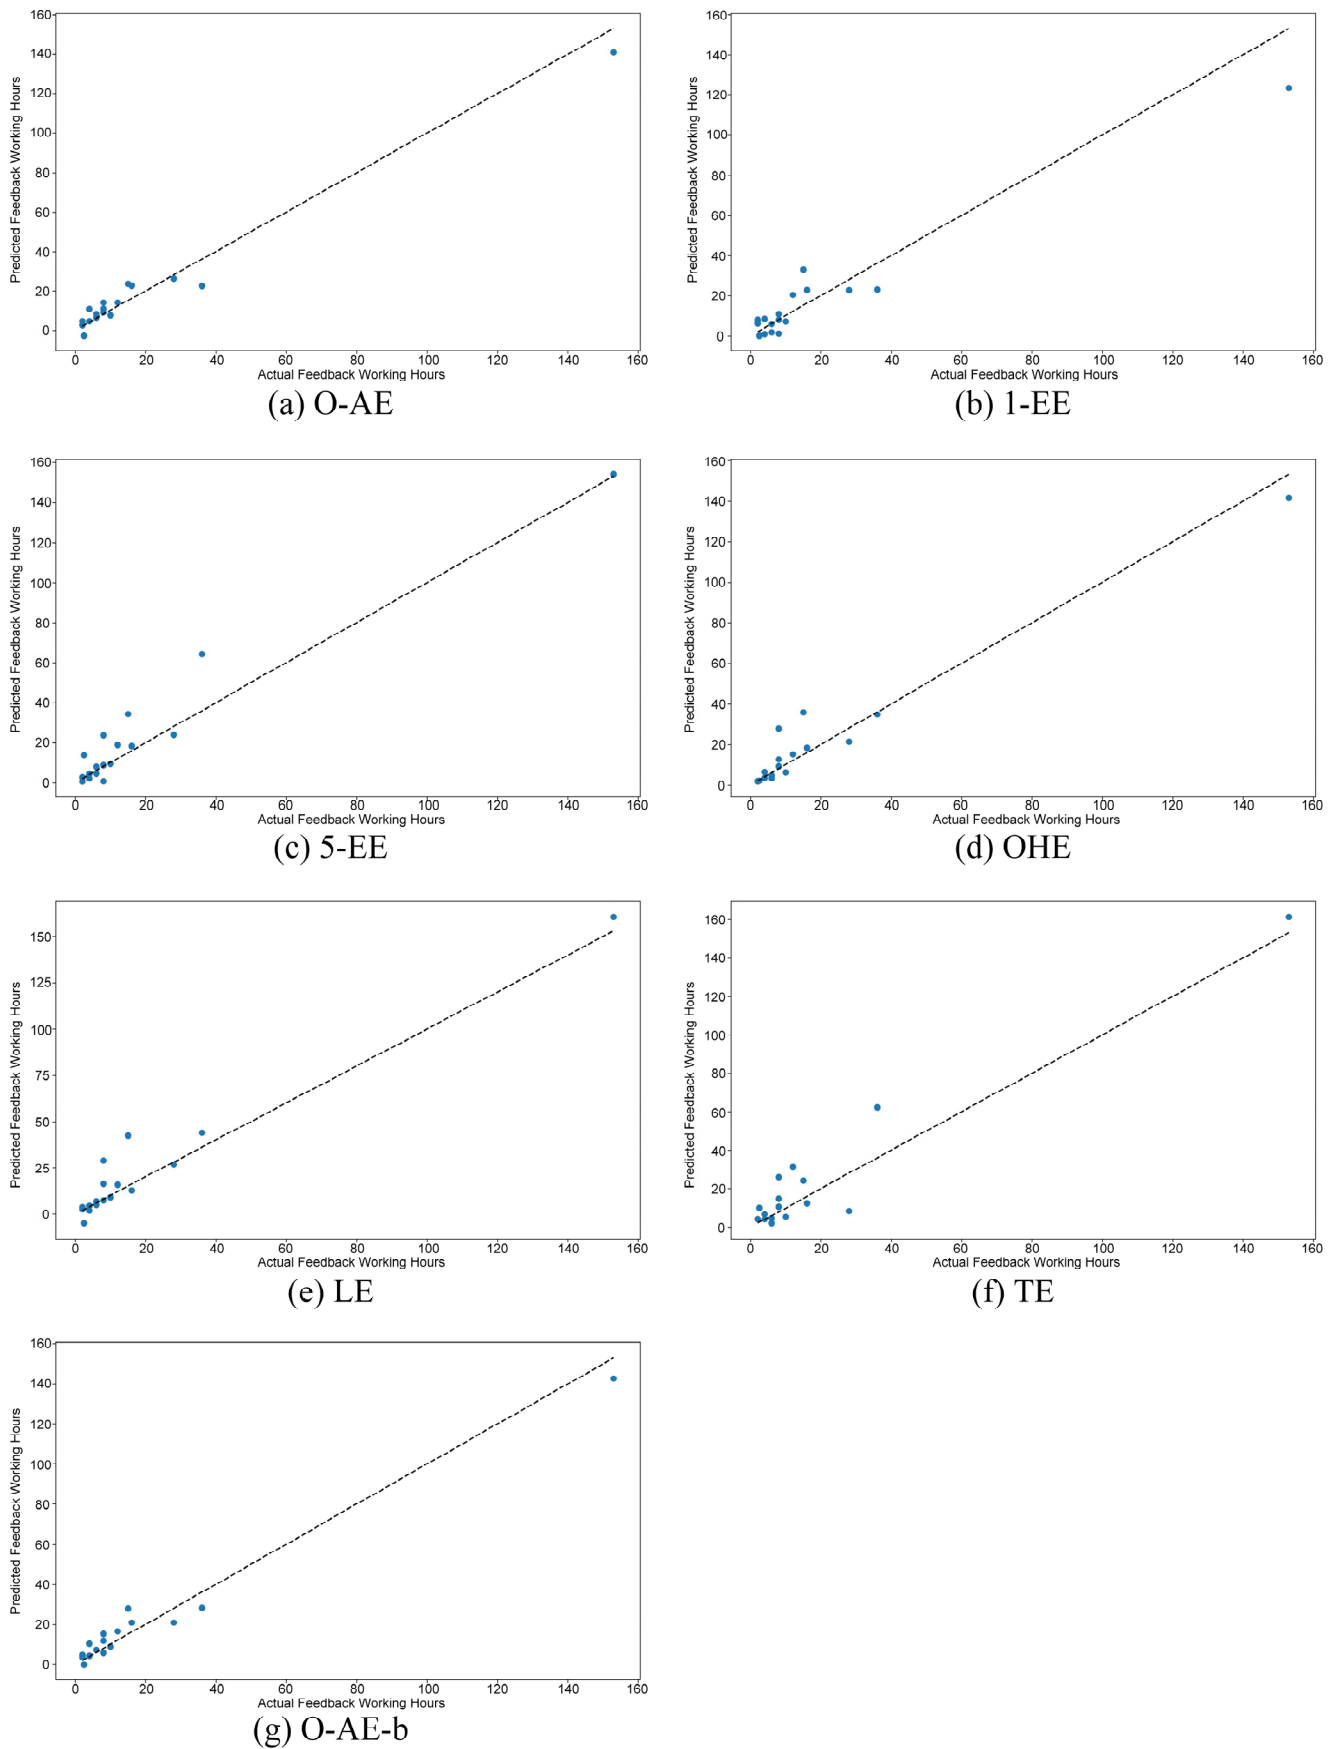 160
140
120
100
80
60
40
20
0
Predicted Feedback Working Hours
0 20 40 60 80 100 120 140 160
Actual Feedback Working Hours
(a) O-AE
160
140
120
100
80
60
40
20
0
Predicted Feedback Working Hours
0 20 40 60 80 100 120 140 160
Actual Feedback Working Hours
(b) 1-EE
160
140
120
100
80
60
40
20
0
Predicted Feedback Working Hours
0 20 40 60 80 100 120 140 160
Actual Feedback Working Hours
(c) 5-EE
160
140
120
100
80
60
40
20
0
Predicted Feedback Working Hours
0 20 40 60 80 100 120 140 160
Actual Feedback Working Hours
(d) OHE
150
125
100
75
50
25
0
Predicted Feedback Working Hours
0 20 40 60 80 100 120 140 160
Actual Feedback Working Hours
(e) LE
160
140
120
100
80
60
40
20
0
Predicted Feedback Working Hours
0 20 40 60 80 100 120 140 160
Actual Feedback Working Hours
(f) TE
160
140
120
100
80
60
40
20
0
Predicted Feedback Working Hours
0 20 40 60 80 100 120 140 160
Actual Feedback Working Hours
(g) O-AE-b